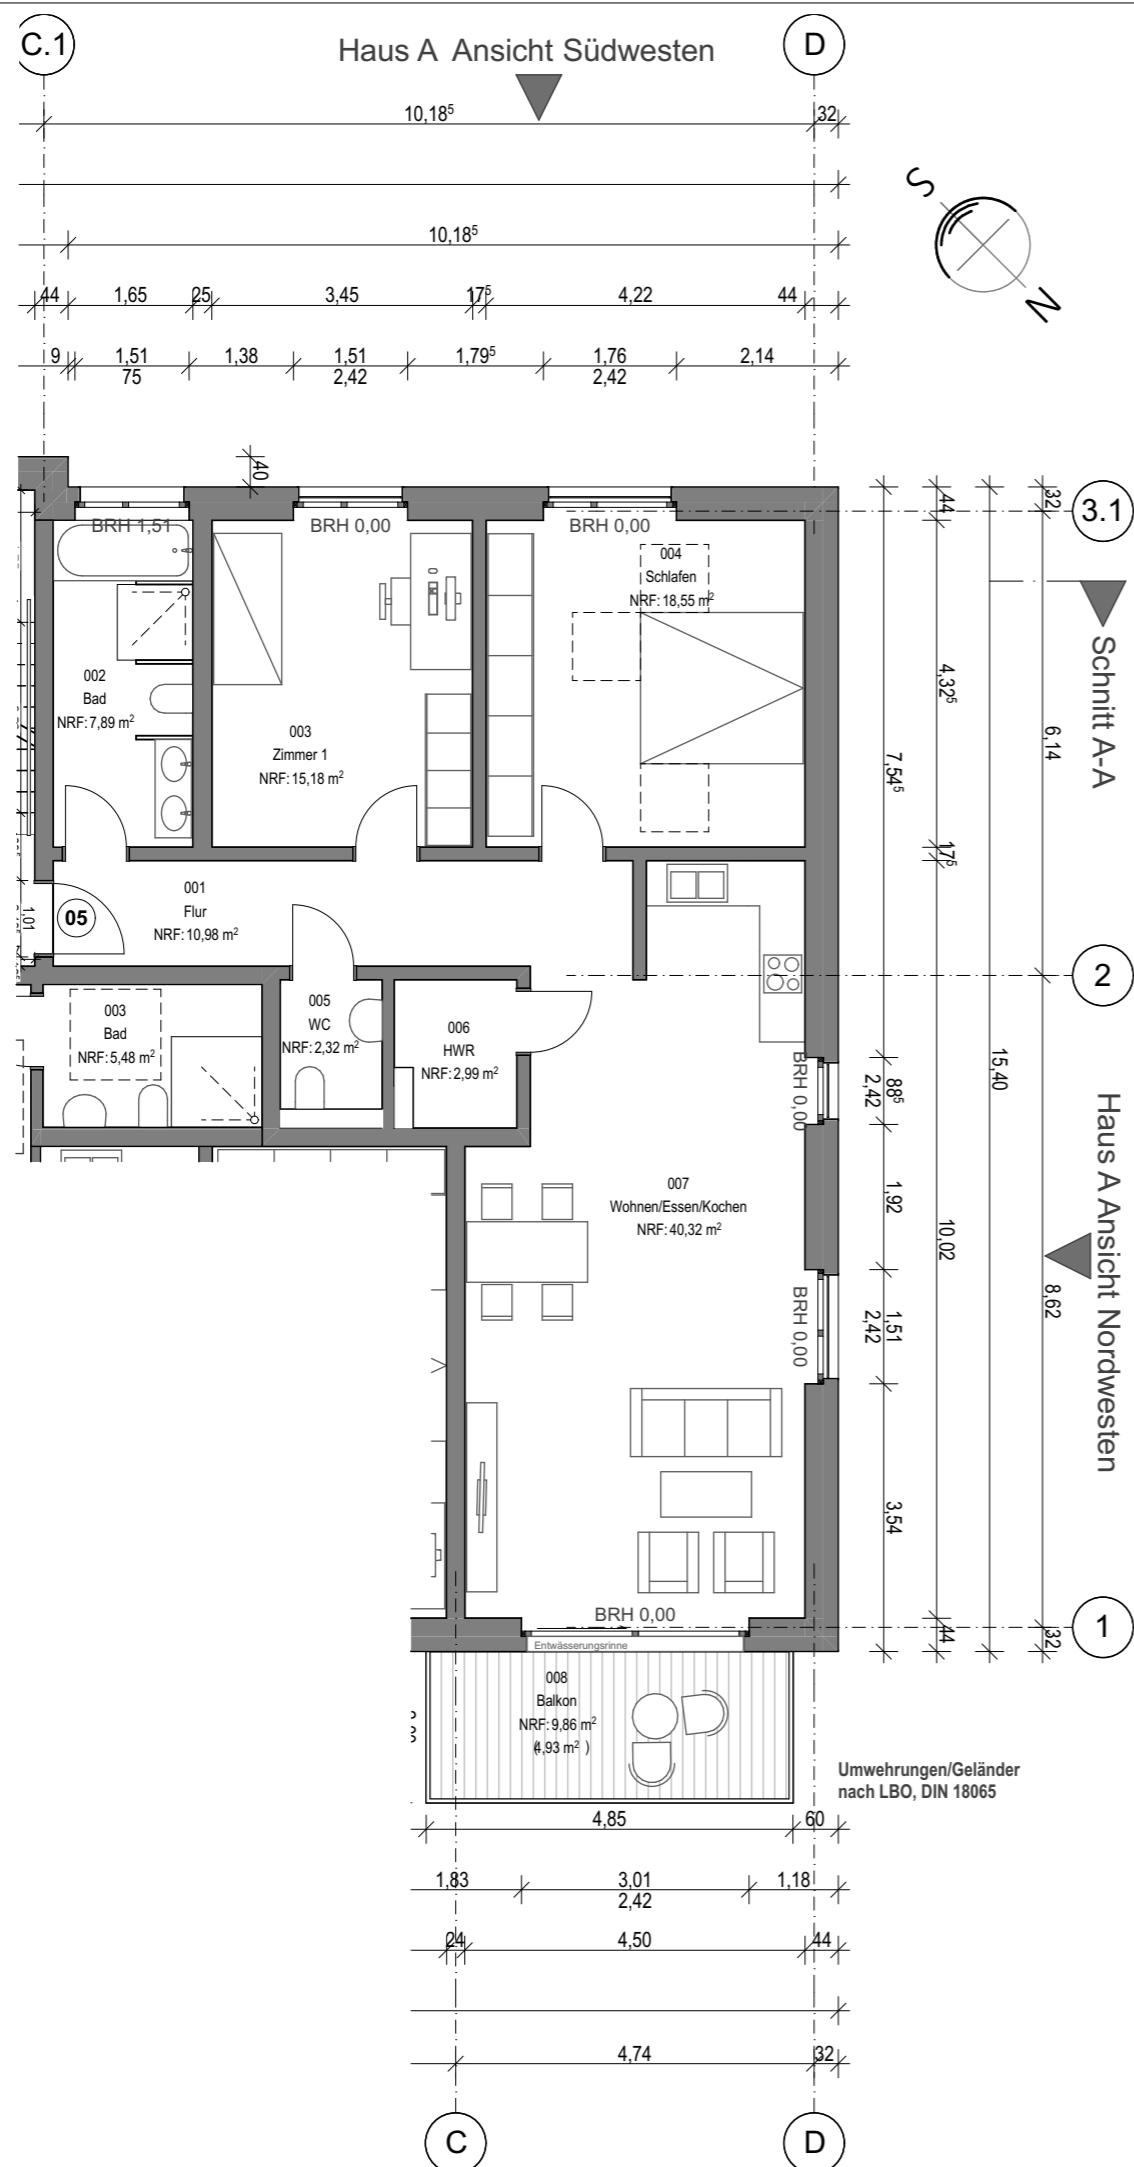 C.1
Haus A Ansicht Südwesten
D
10,18⁵
32
10,18⁵
S
N
44
1,65
25
3,45
17⁵
4,22
44
9
1,51
75
1,38
1,51
2,42
1,79⁵
1,76
2,42
2,14
40
BRH 1,51
BRH 0,00
BRH 0,00
44
32
3.1
004
Schlafen
NRF: 18,55 m²
002
Bad
NRF: 7,89 m²
003
Zimmer 1
NRF: 15,18 m²
4,32⁵
6,14
7,54⁵
Schnitt A-A
17⁵
001
Flur
NRF: 10,98 m²
05
1,01
2
003
Bad
NRF: 5,48 m²
005
WC
NRF: 2,32 m²
006
HWR
NRF: 2,99 m²
BRH 0,00
88⁵
2,42
15,40
1,92
10,02
007
Wohnen/Essen/Kochen
NRF: 40,32 m²
BRH 0,00
1,51
2,42
8,62
Haus A Ansicht Nordwesten
3,54
BRH 0,00
Entwässerungsrinne
44
32
1
008
Balkon
NRF: 9,86 m²
(4,93 m² )
Umwehrungen/Geländer
nach LBO, DIN 18065
4,85
60
1,83
3,01
2,42
1,18
24
4,50
44
4,74
32
C
D